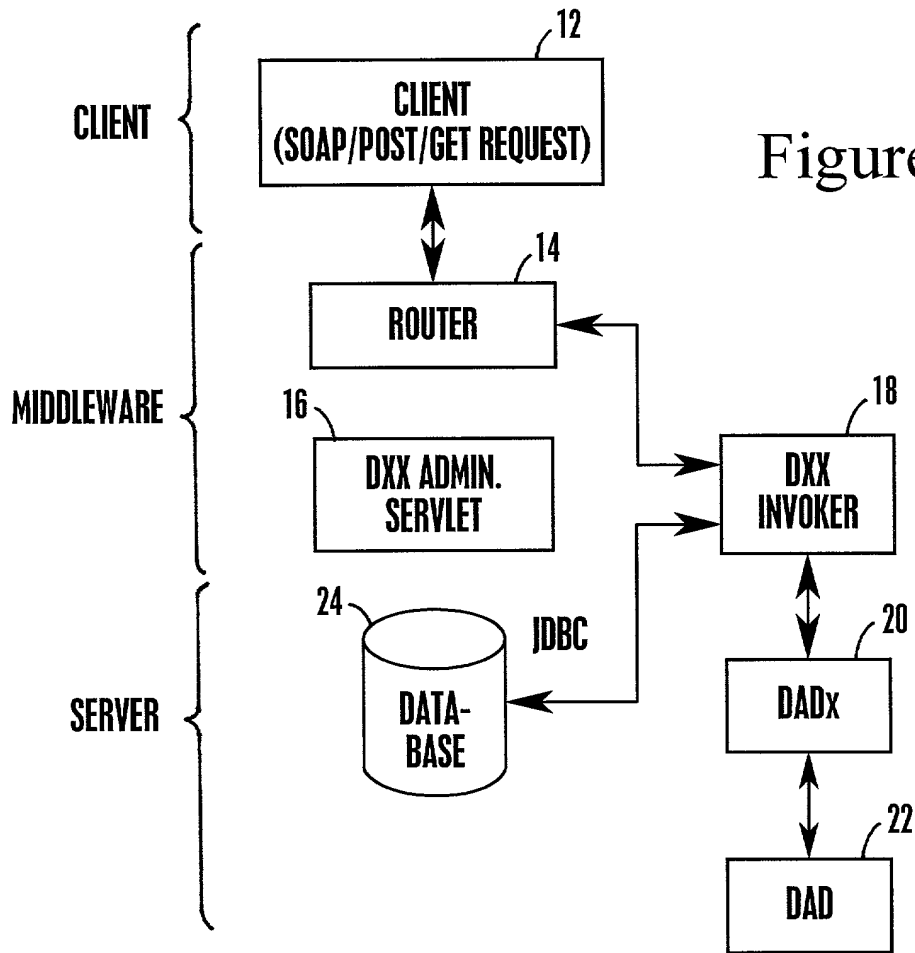 12
CLIENT
CLIENT
(SOAP/POST/GET REQUEST)
Figure
14
ROUTER
MIDDLEWARE
16
DXX ADMIN.
SERVLET
18
DXX
INVOKER
24
JDBC
DATA-
BASE
SERVER
20
DADx
22
DAD